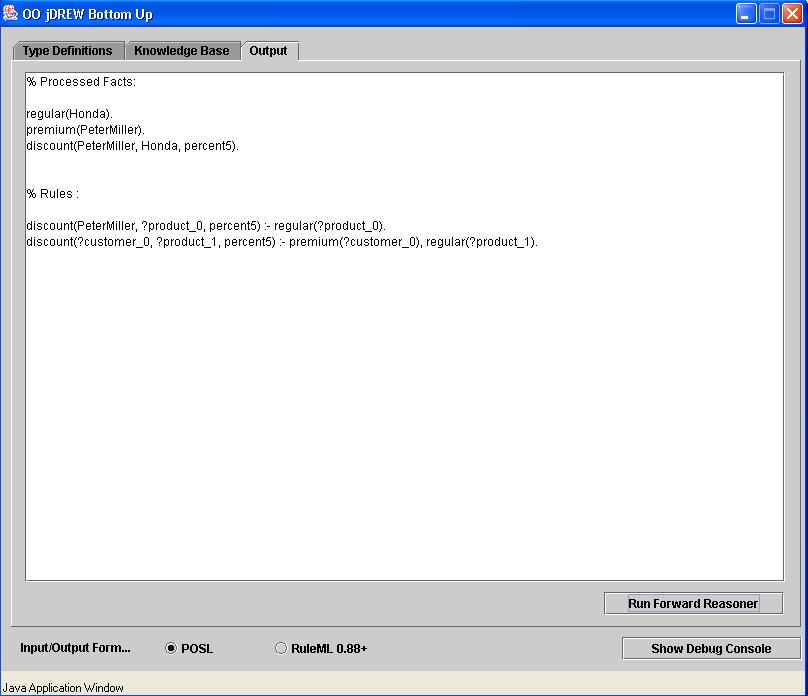 OO jDREW Bottom Up
Type Definitions Knowledge Base Output
% Processed Facts:
regular(Honda).
premium(PeterMiller).
discount(PeterMiller, Honda, percent5).
% Rules :
discount(PeterMiller, ?product_0, percent5) :- regular(?product_0).
discount(?customer_0, ?product_1, percent5) :- premium(?customer_0), regular(?product_1).
Run Forward Reasoner
Input/Output Form... POSL RuleML 0.88+ Show Debug Console
Java Application Window